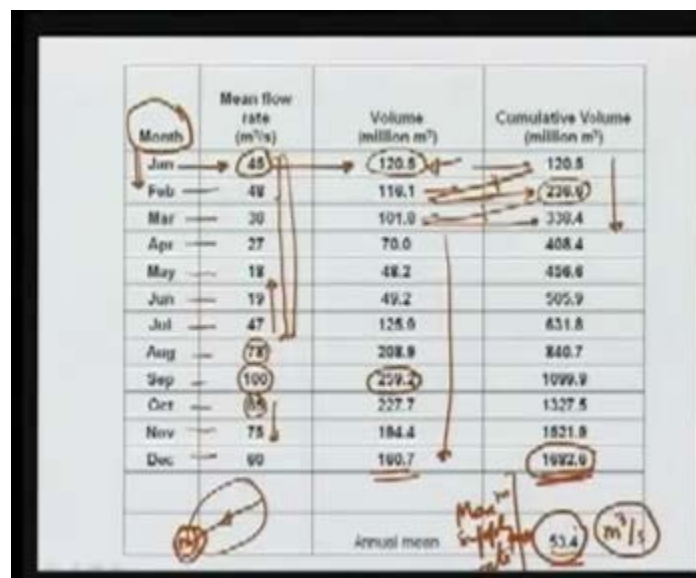 Mean flow
rate
(m³/s)
Month
Volume
(million m³)
Cumulative Volume
(million m³)
Jan 45 120.5 120.5
Feb 48 116.1 236.6
Mar 38 101.8 338.4
Apr 27 70.0 408.4
May 18 48.2 456.6
Jun 19 49.2 505.9
Jul 47 125.9 631.8
Aug 78 208.9 840.7
Sep 100 259.2 1099.9
Oct 85 227.7 1327.5
Nov 75 194.4 1521.9
Dec 60 160.7 1682.6
Annual mean 53.4 m³/s